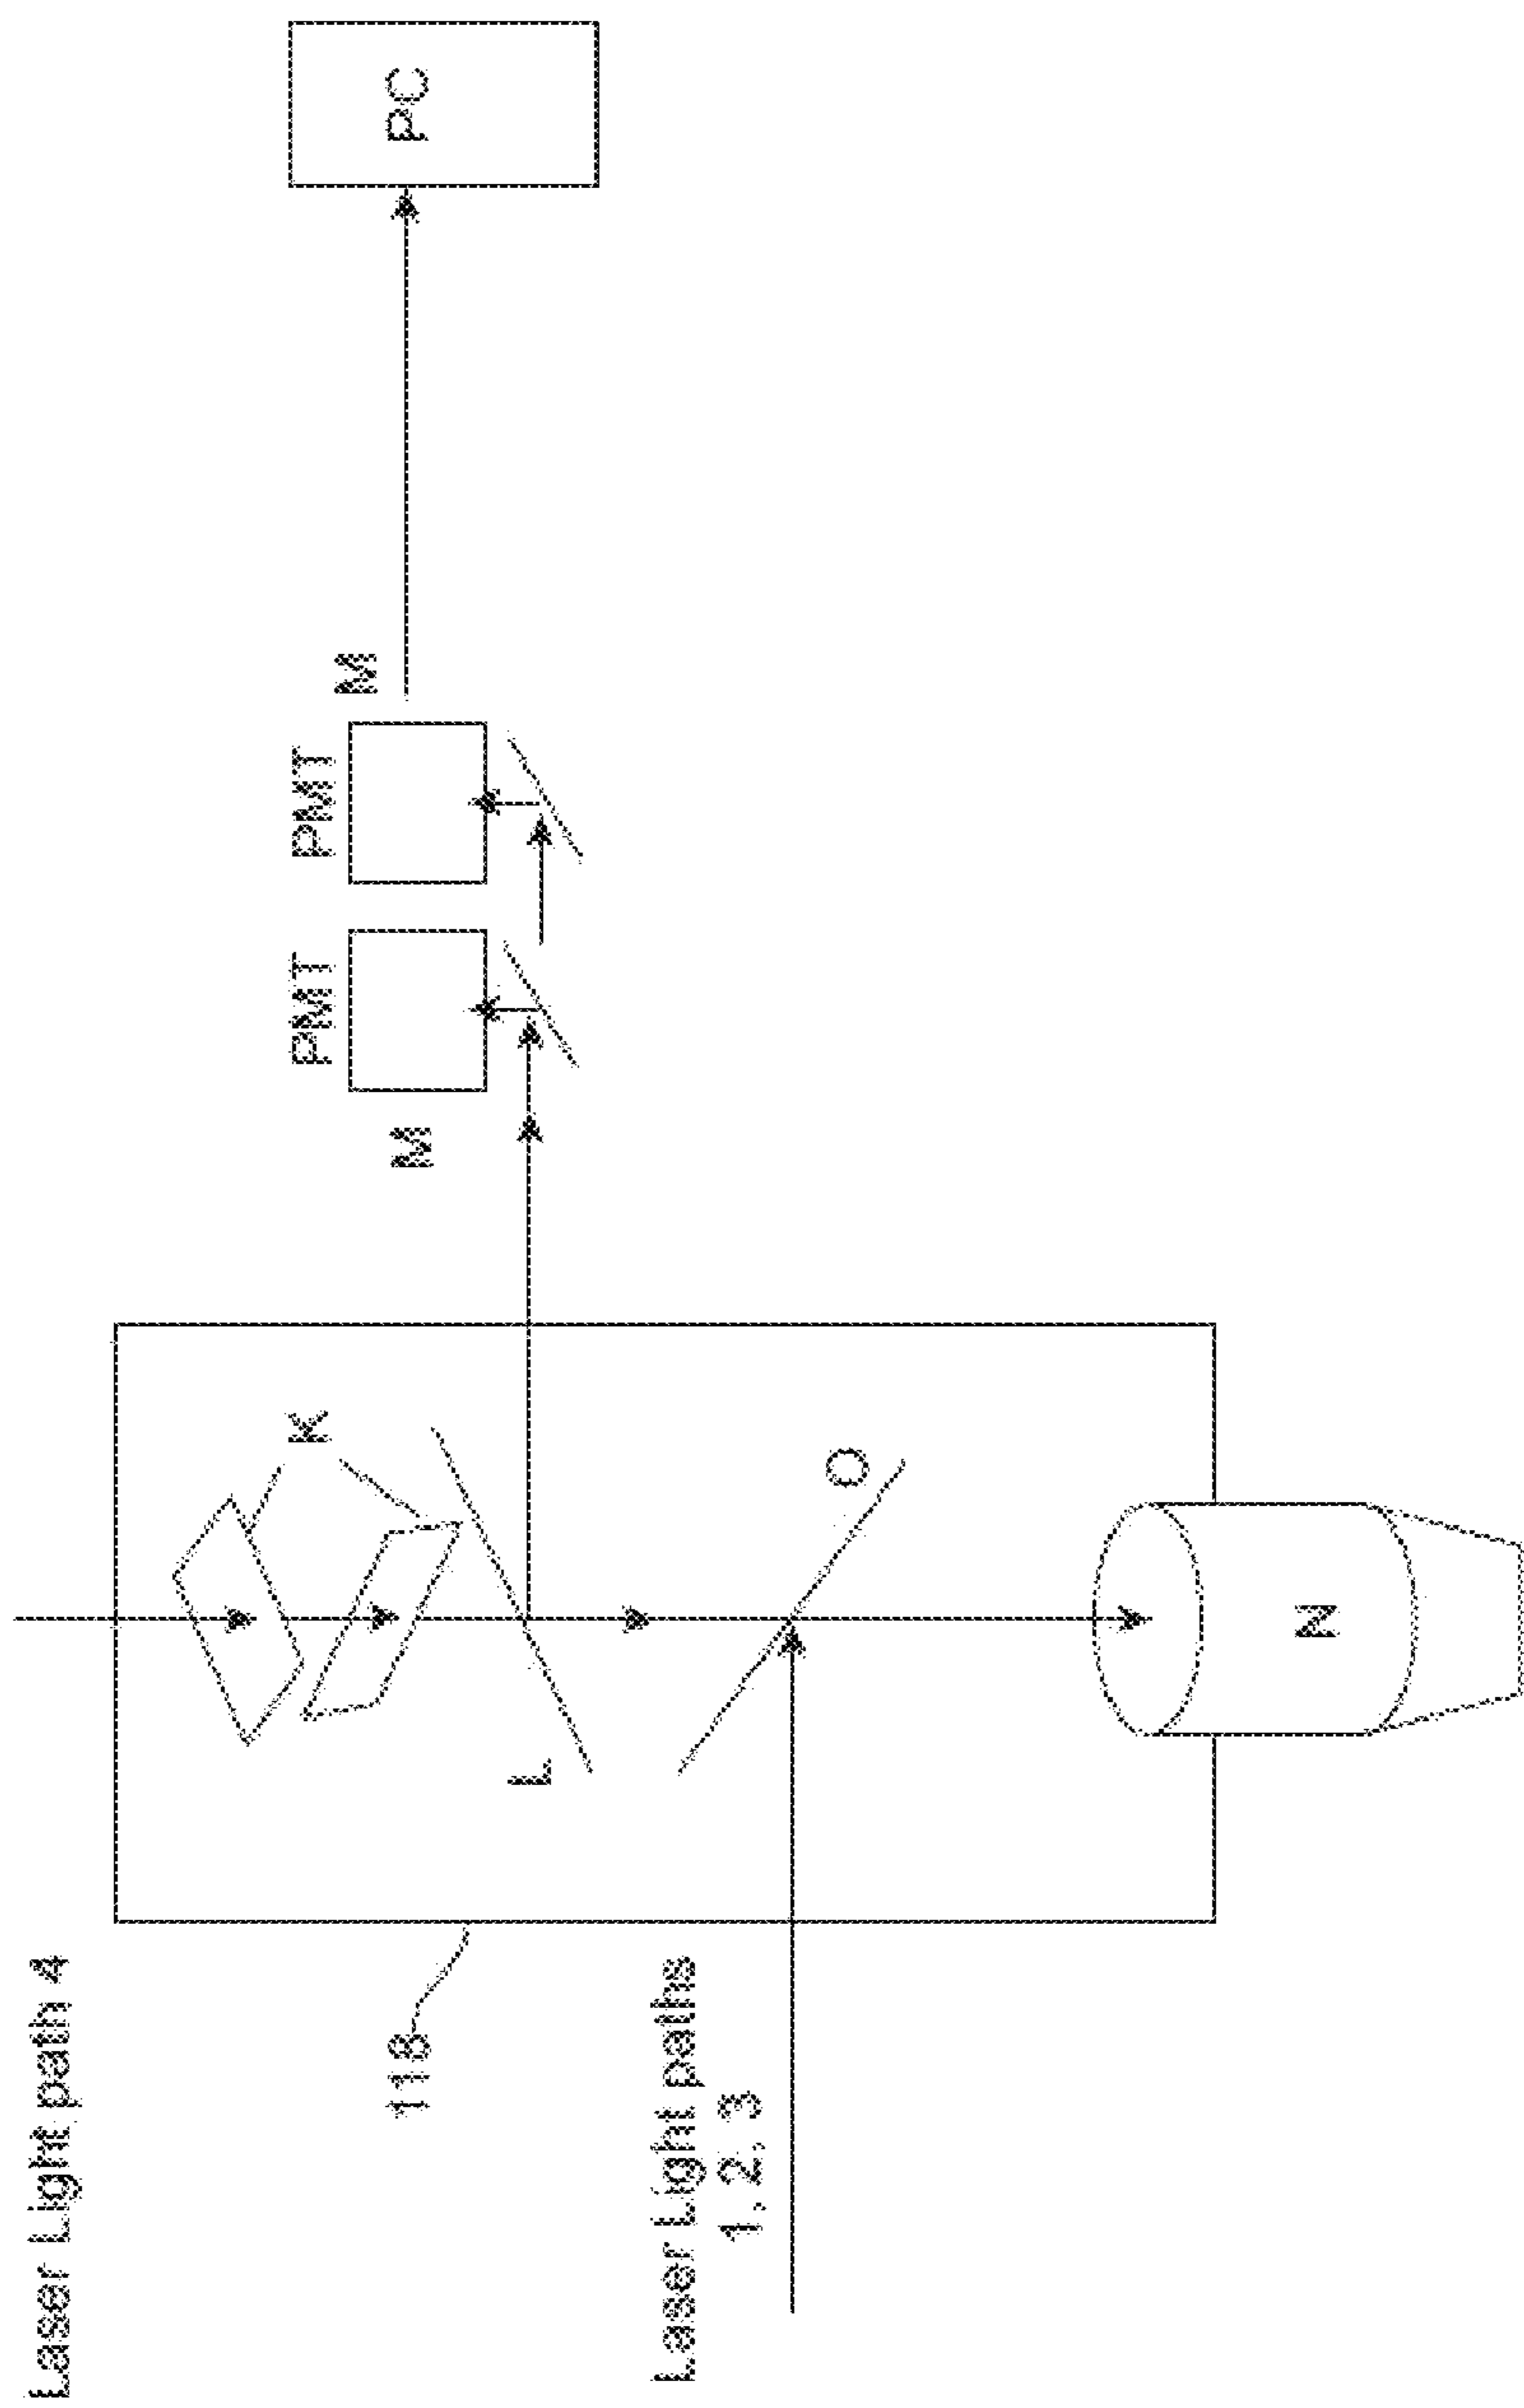 Laser Light path 4
118
Laser Light paths
1, 2, 3
K
L
O
N
M
PMT
PMT
M
PC